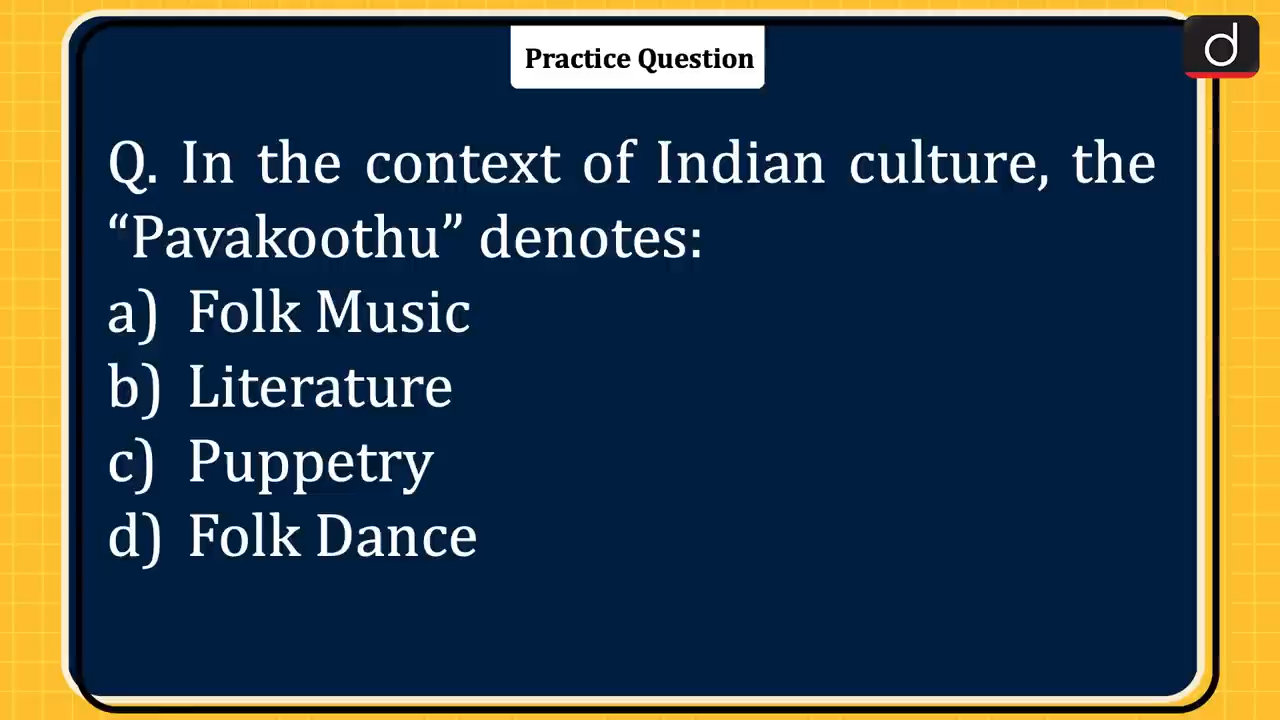 Practice Question
d
Q. In the context of Indian culture, the
“Pavakoothu” denotes:
a) Folk Music
b) Literature
c) Puppetry
d) Folk Dance